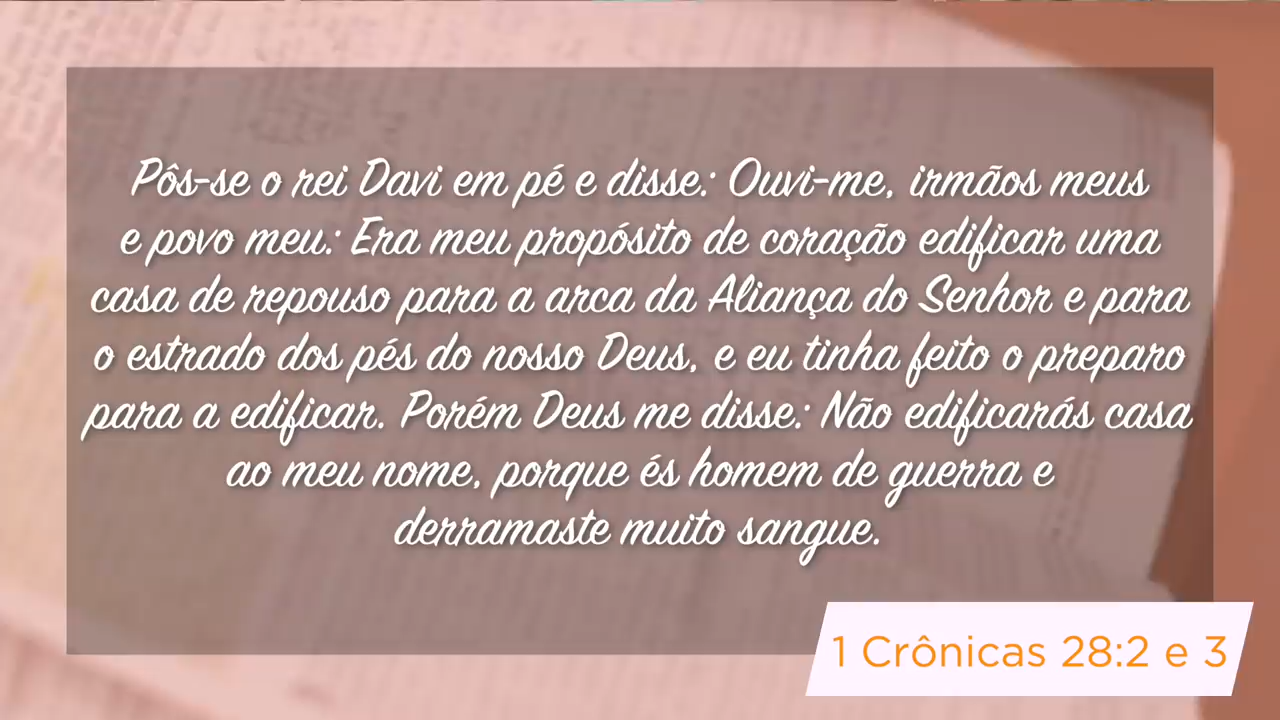 Pôs-se o rei Davi em pé e disse: Ouvi-me, irmãos meus
e povo meu: Era meu propósito de coração edificar uma
casa de repouso para a arca da Aliança do Senhor e para
o estrado dos pés do nosso Deus, e eu tinha feito o preparo
para a edificar. Porém Deus me disse: Não edificarás casa
ao meu nome, porque és homem de guerra e
derramaste muito sangue.
1 Crônicas 28:2 e 3